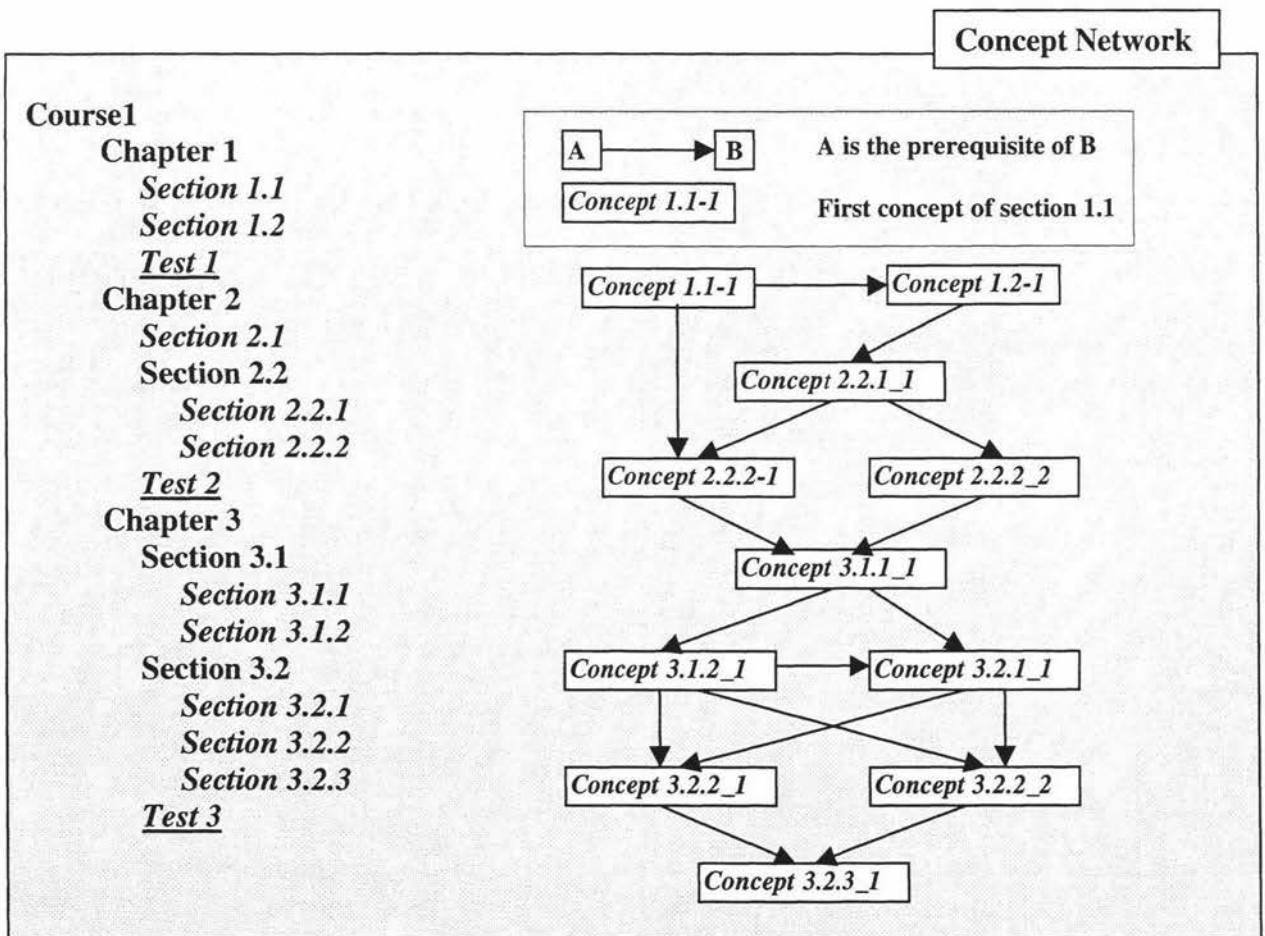 Concept Network
Course1
Chapter 1
Section 1.1
Section 1.2
Test 1
Chapter 2
Section 2.1
Section 2.2
Section 2.2.1
Section 2.2.2
Test 2
Chapter 3
Section 3.1
Section 3.1.1
Section 3.1.2
Section 3.2
Section 3.2.1
Section 3.2.2
Section 3.2.3
Test 3
A B A is the prerequisite of B
Concept 1.1-1 First concept of section 1.1
Concept 1.1-1 Concept 1.2-1
Concept 2.2.1_1
Concept 2.2.2-1 Concept 2.2.2_2
Concept 3.1.1_1
Concept 3.1.2_1 Concept 3.2.1_1
Concept 3.2.2_1 Concept 3.2.2_2
Concept 3.2.3_1